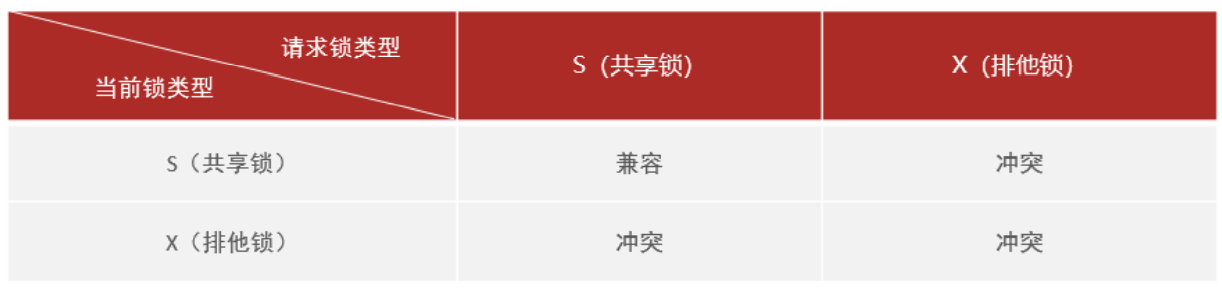 请求锁类型
当前锁类型
S (共享锁)
X (排他锁)
S（共享锁）
兼容
冲突
X（排他锁）
冲突
冲突